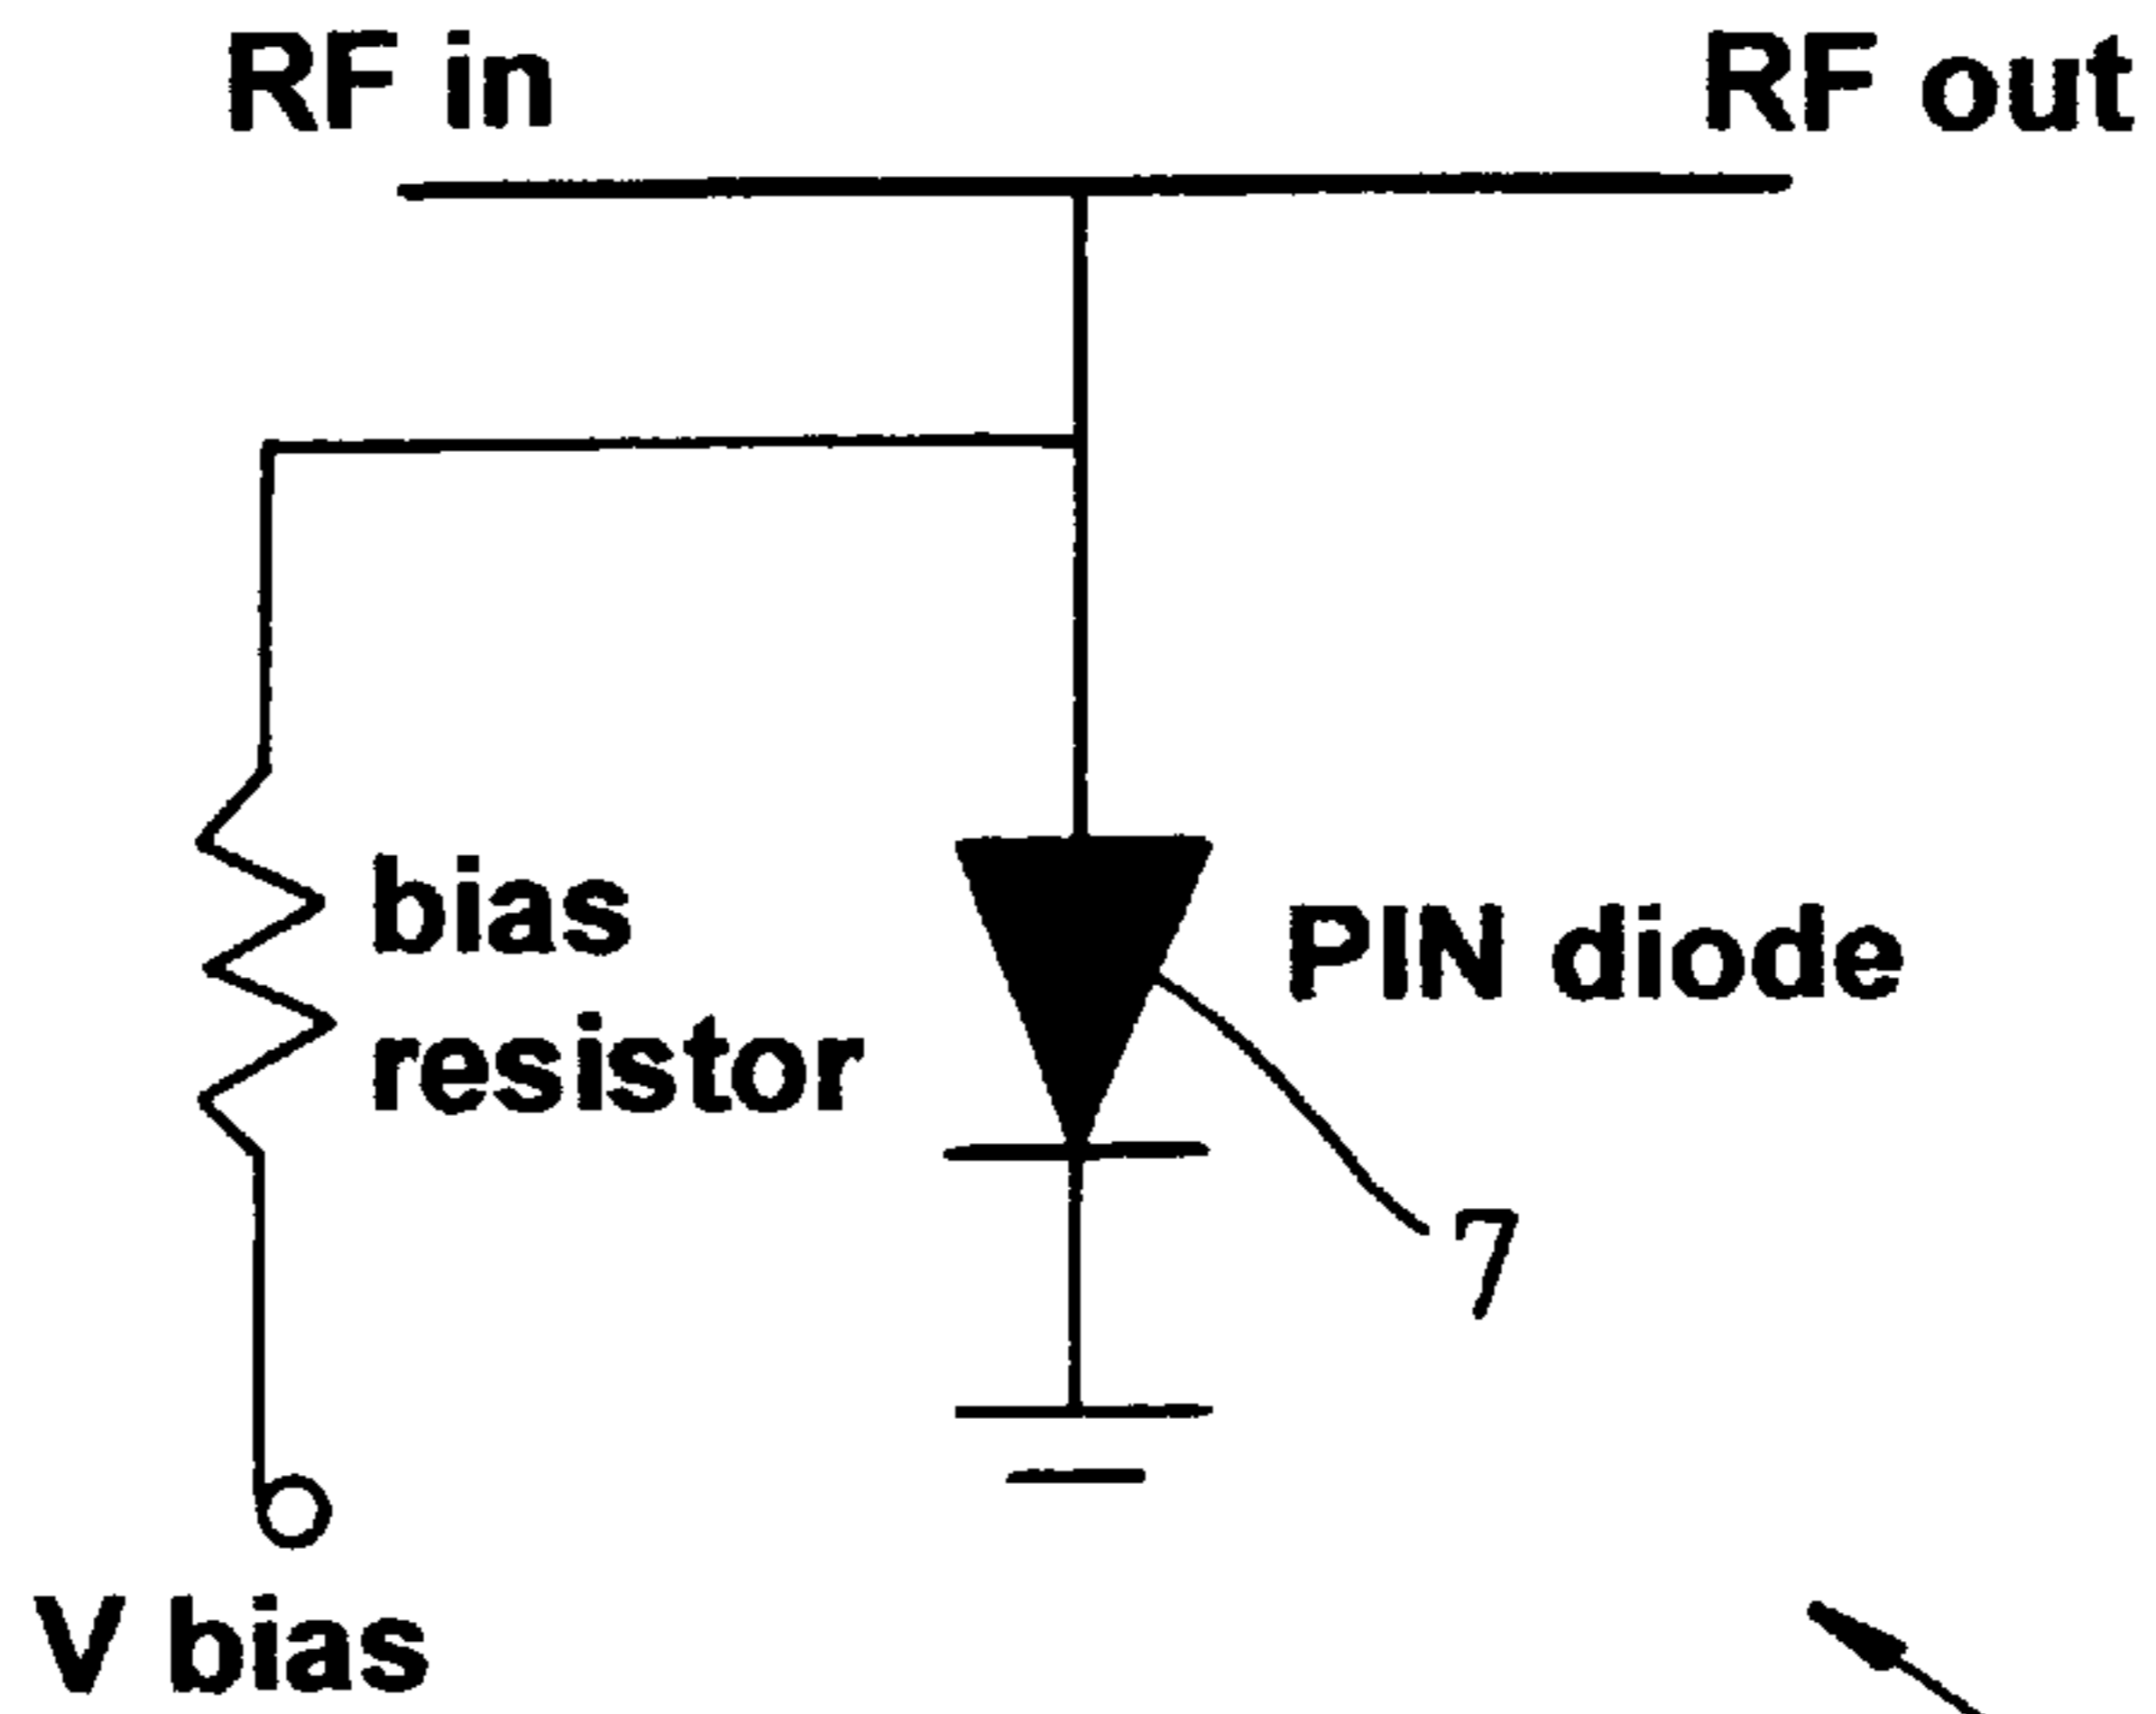 RF in
RF out
bias
resistor
PIN diode
7
V bias